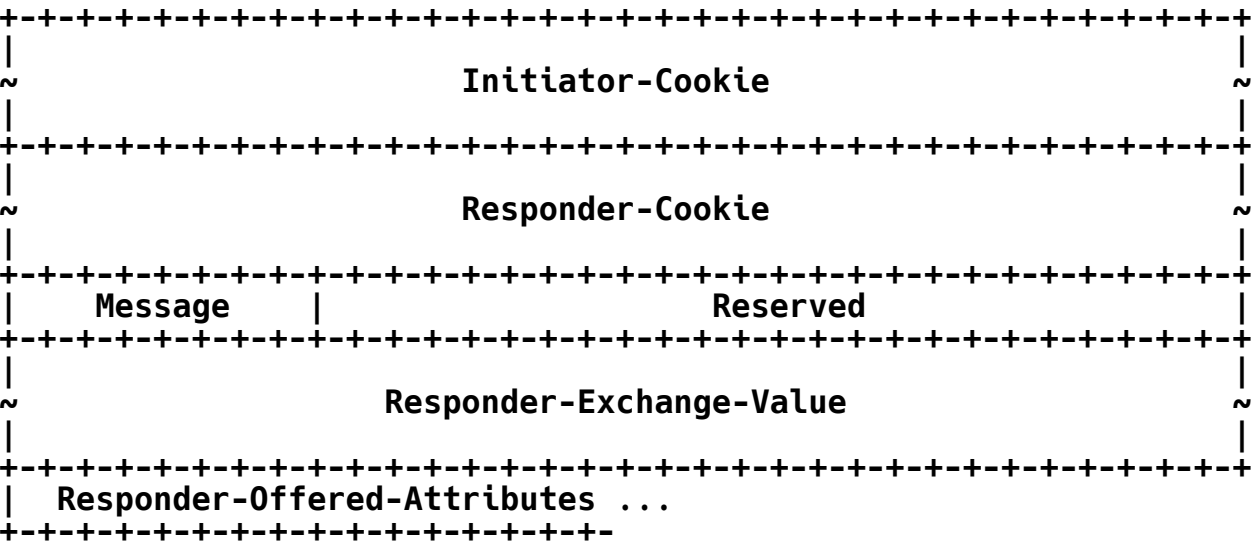 +-+-+-+-+-+-+-+-+-+-+-+-+-+-+-+-+-+-+-+-+-+-+-+-+-+-+-+-+-+-+-+-+
| |
~ Initiator-Cookie ~
| |
+-+-+-+-+-+-+-+-+-+-+-+-+-+-+-+-+-+-+-+-+-+-+-+-+-+-+-+-+-+-+-+-+
| |
~ Responder-Cookie ~
| |
+-+-+-+-+-+-+-+-+-+-+-+-+-+-+-+-+-+-+-+-+-+-+-+-+-+-+-+-+-+-+-+-+
| Message | Reserved |
+-+-+-+-+-+-+-+-+-+-+-+-+-+-+-+-+-+-+-+-+-+-+-+-+-+-+-+-+-+-+-+-+
| |
~ Responder-Exchange-Value ~
| |
+-+-+-+-+-+-+-+-+-+-+-+-+-+-+-+-+-+-+-+-+-+-+-+-+-+-+-+-+-+-+-+-+
| Responder-Offered-Attributes ...
+-+-+-+-+-+-+-+-+-+-+-+-+-+-+-+-